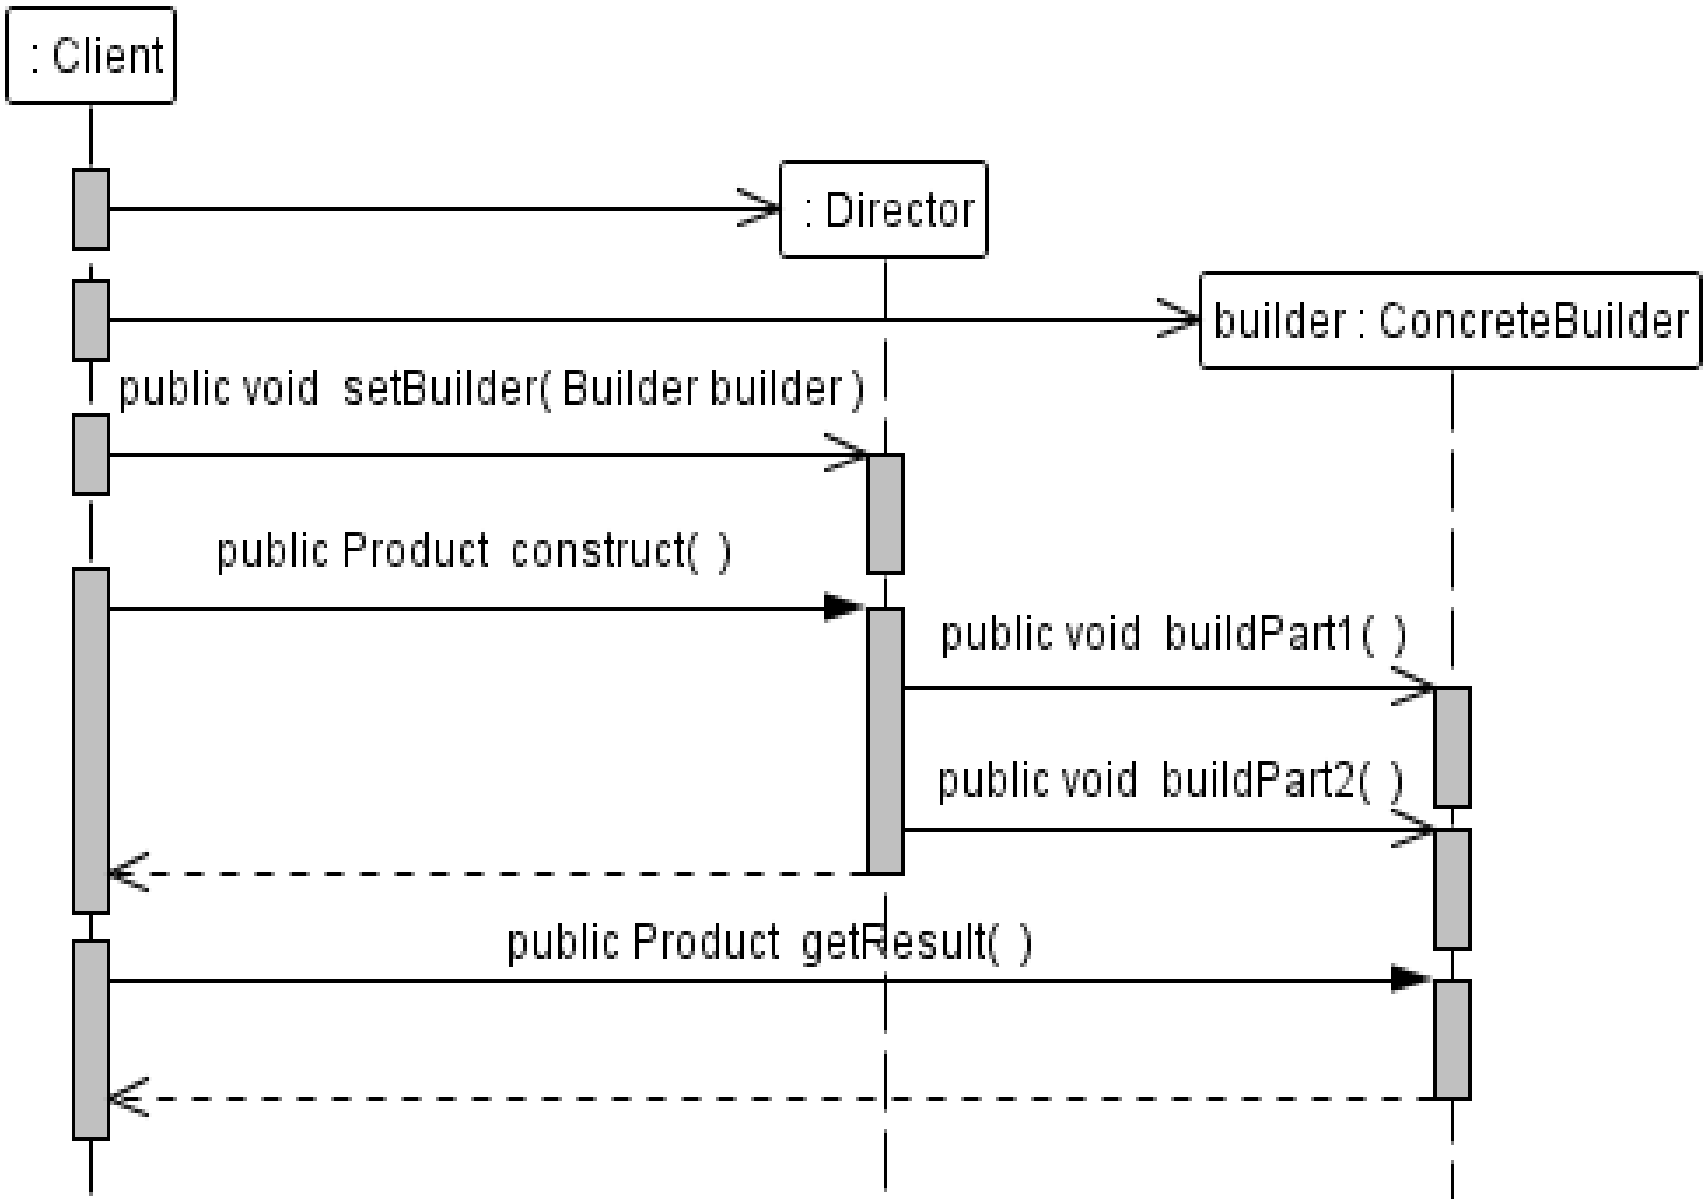 : Client
: Director
builder : ConcreteBuilder
public void setBuilder( Builder builder )
public Product construct( )
public void buildPart1( )
public void buildPart2( )
public Product getResult( )